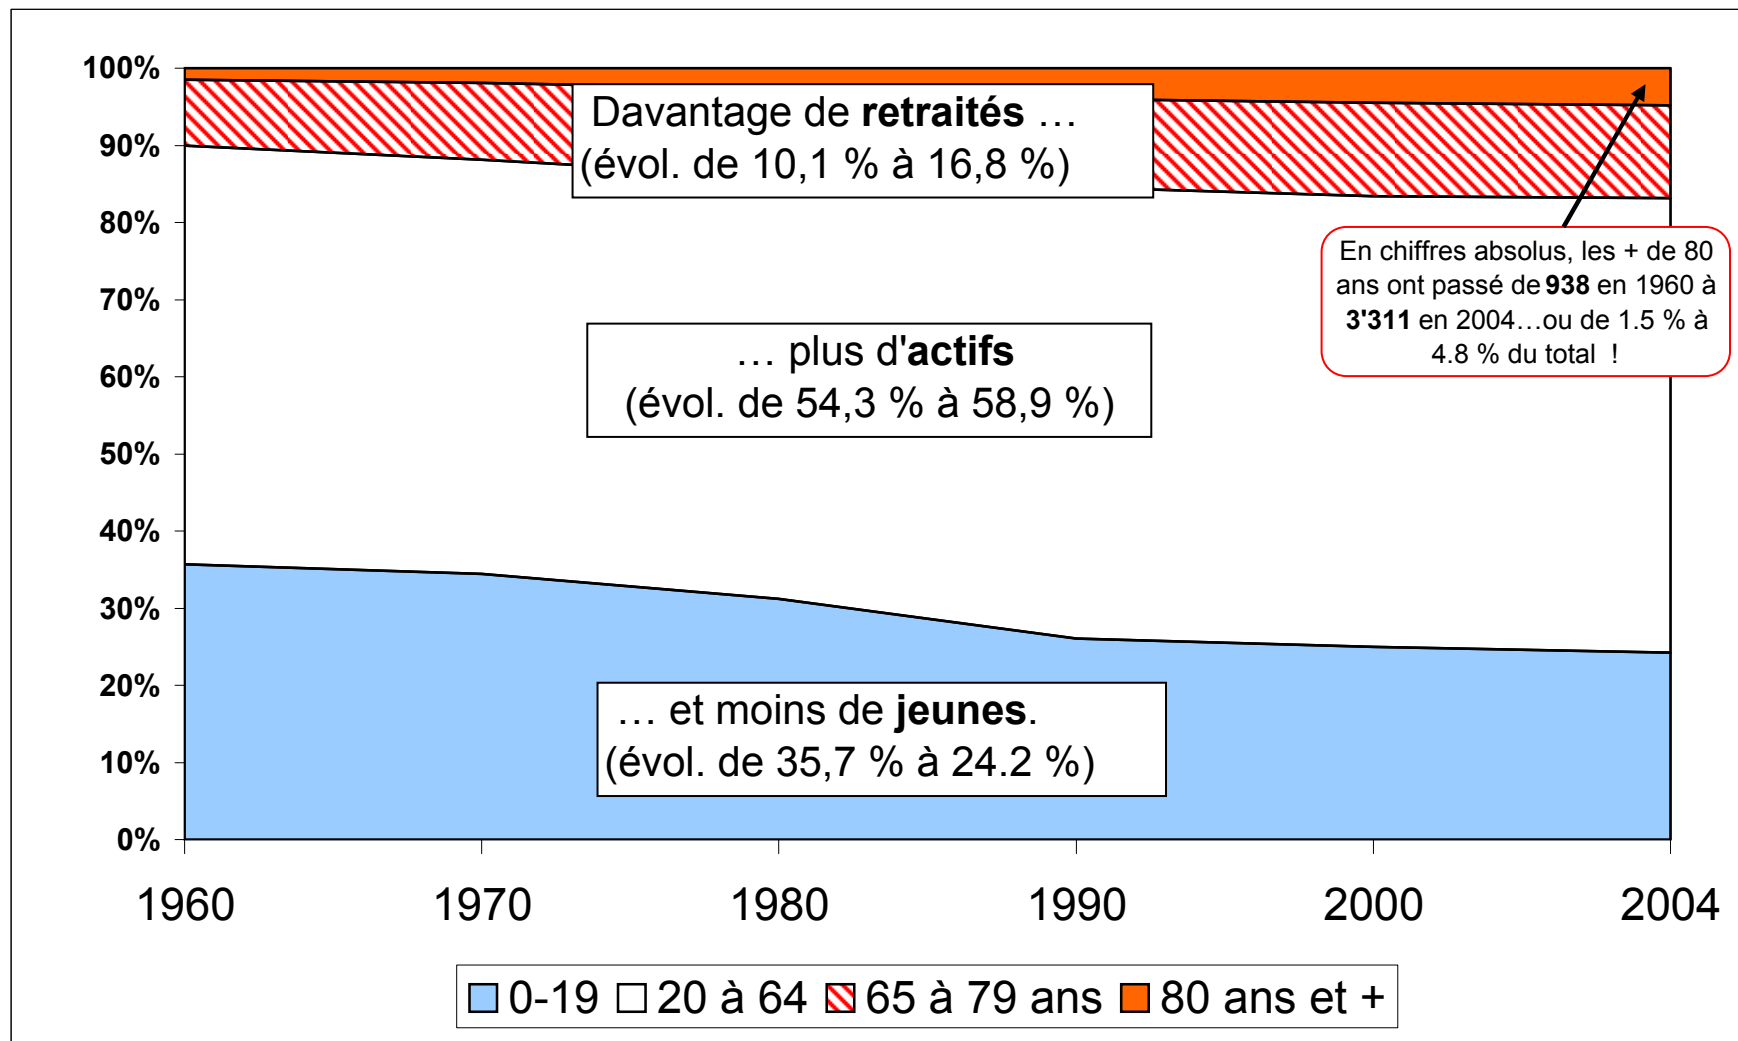 100%
90%
80%
70%
60%
50%
40%
30%
20%
10%
0%
Davantage de retraités …
(évol. de 10,1 % à 16,8 %)
En chiffres absolus, les + de 80
ans ont passé de 938 en 1960 à
3'311 en 2004…ou de 1.5 % à
4.8 % du total !
… plus d'actifs
(évol. de 54,3 % à 58,9 %)
… et moins de jeunes.
(évol. de 35,7 % à 24.2 %)
1960 1970 1980 1990 2000 2004
0-19 20 à 64 65 à 79 ans 80 ans et +